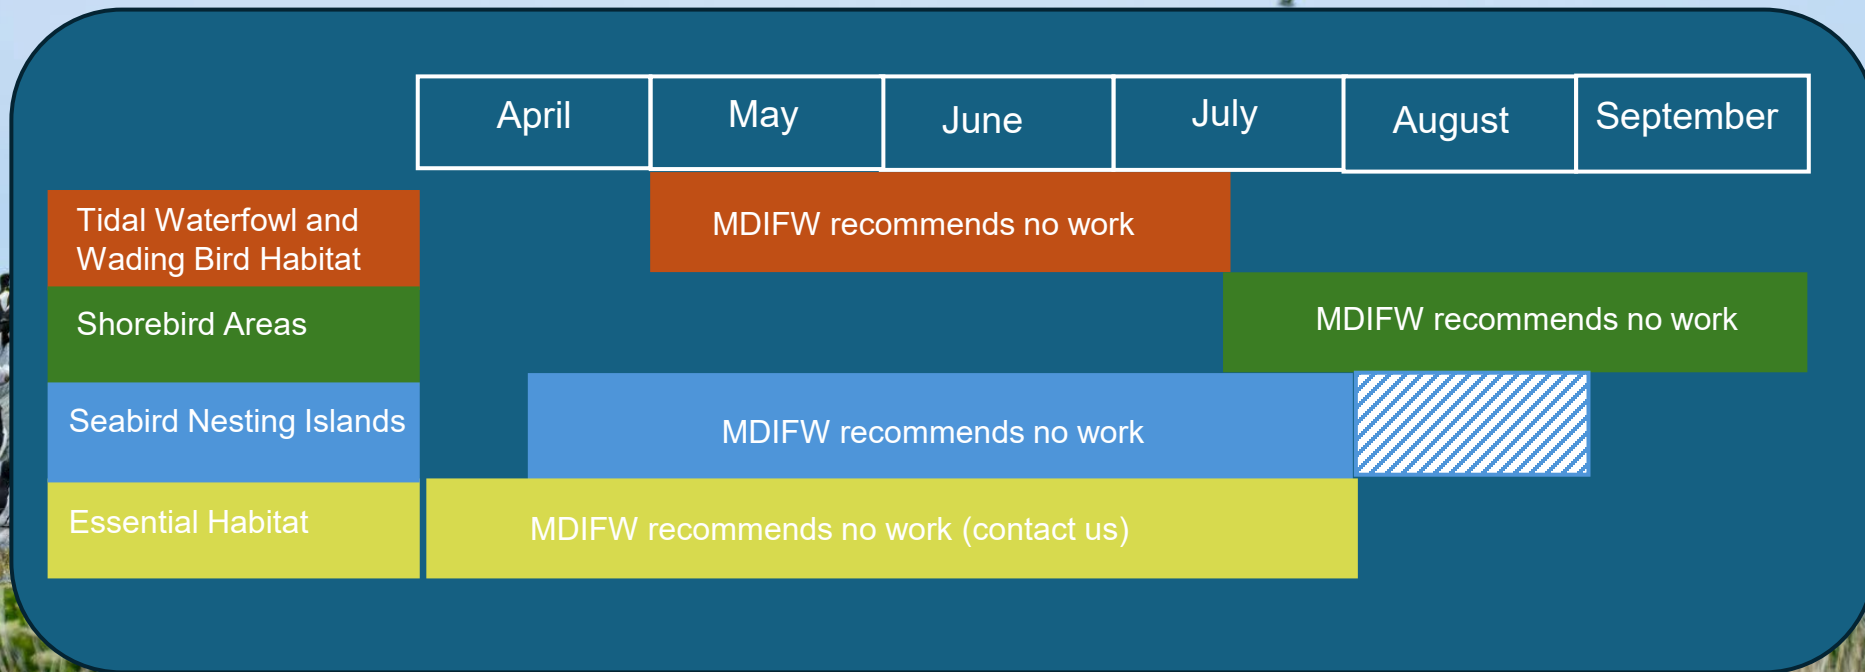 April May June July August September
Tidal Waterfowl and
Wading Bird Habitat
MDIFW recommends no work
Shorebird Areas
MDIFW recommends no work
Seabird Nesting Islands
MDIFW recommends no work
Essential Habitat
MDIFW recommends no work (contact us)